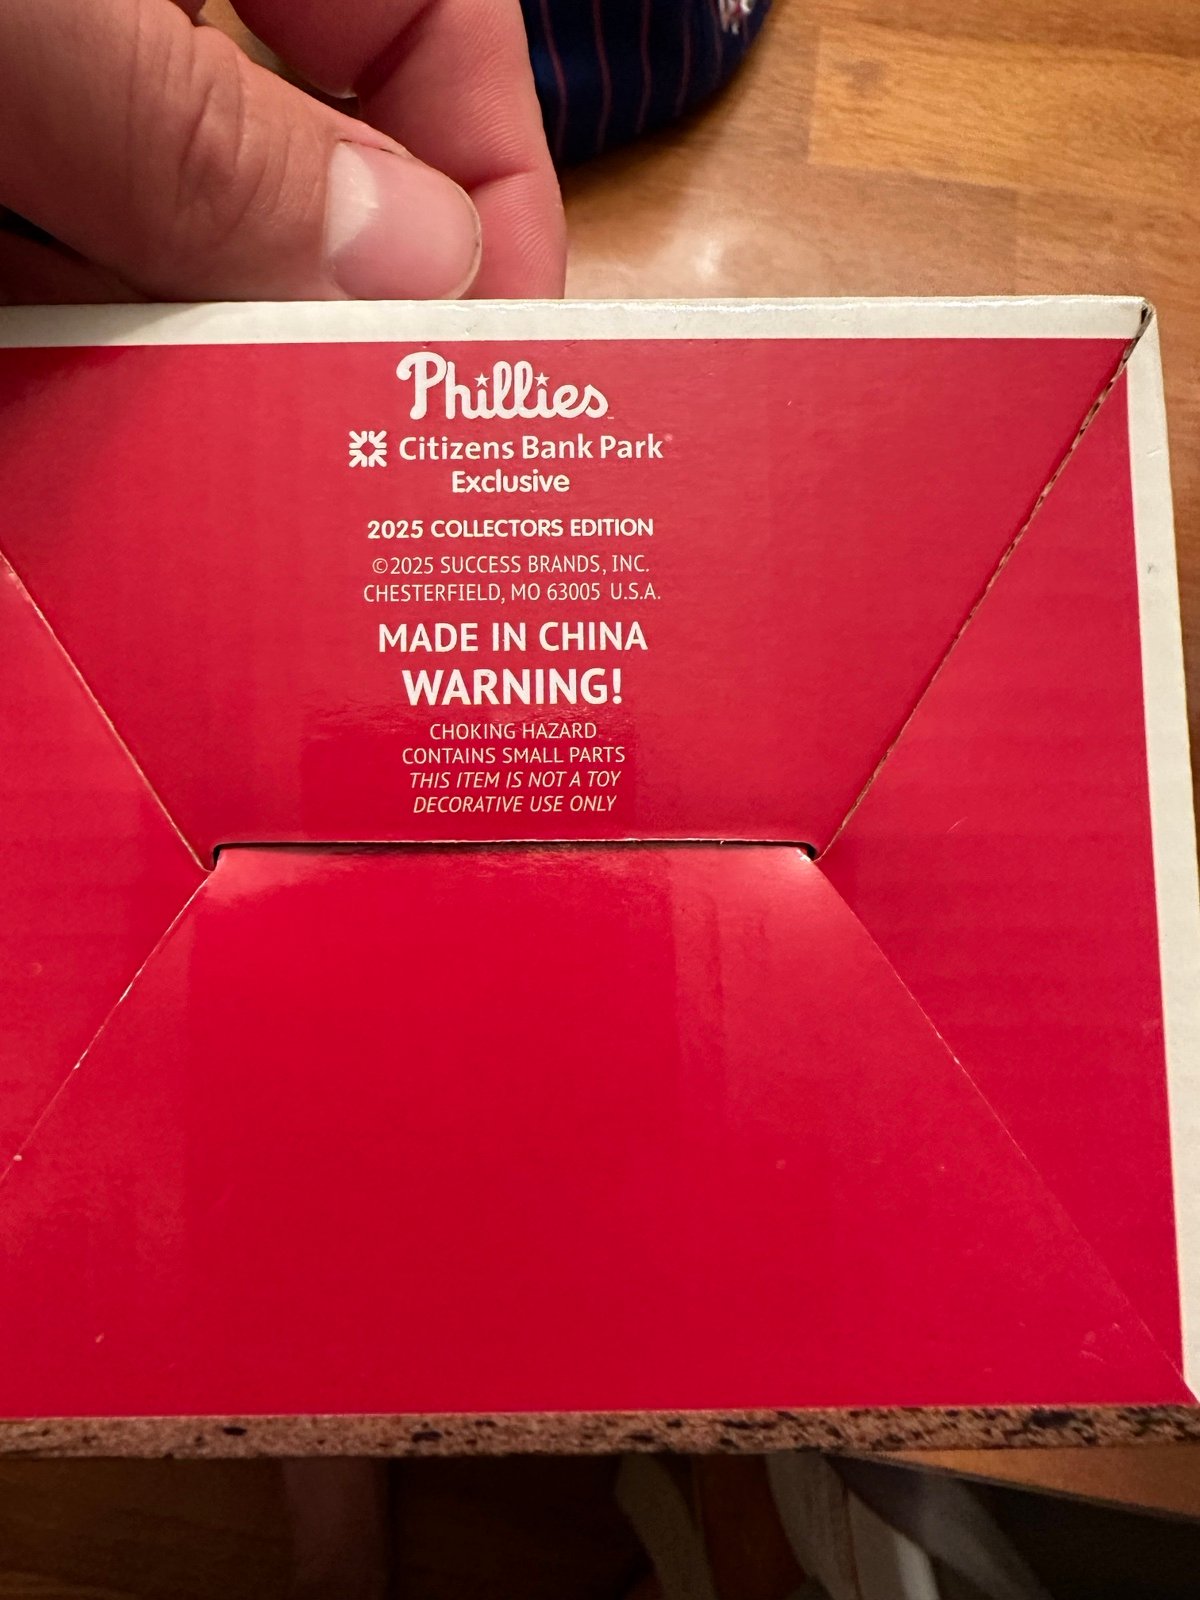 Phillies
Citizens Bank Park
Exclusive
2025 COLLECTORS EDITION
©2025 SUCCESS BRANDS, INC.
CHESTERFIELD, MO 63005 U.S.A.
MADE IN CHINA
WARNING!
CHOKING HAZARD
CONTAINS SMALL PARTS
THIS ITEM IS NOT A TOY
DECORATIVE USE ONLY